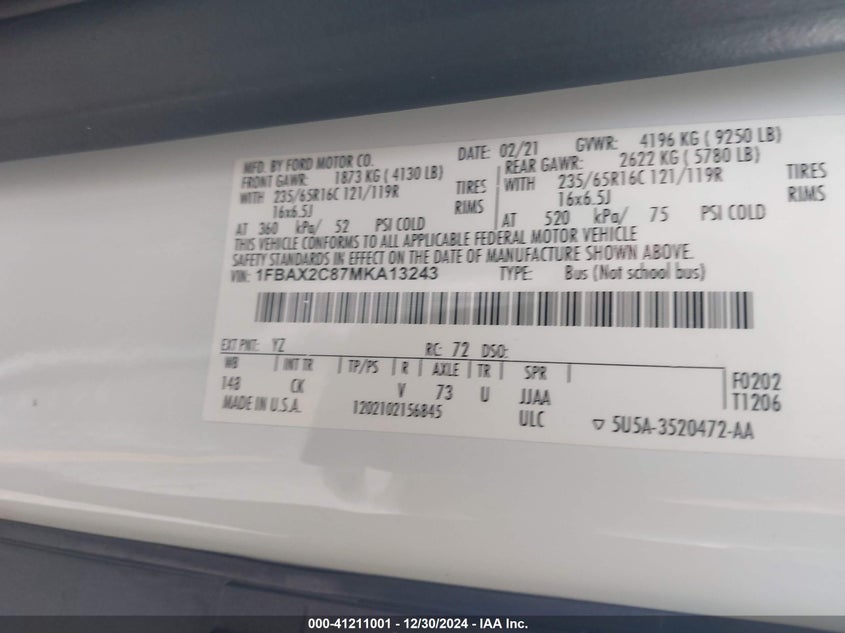 MFD. BY FORD MOTOR CO. DATE: 02/21 GVWR: 4196 KG ( 9250 LB)
FRONT GAWR: 1873 KG ( 4130 LB) REAR GAWR: 2622 KG ( 5780 LB)
WITH 235/65R16C 121/119R TIRES WITH 235/65R16C 121/119R TIRES
16x6.5J RIMS 16x6.5J RIMS
AT 360 kPa/ 52 PSI COLD AT 520 kPa/ 75 PSI COLD
THIS VEHICLE CONFORMS TO ALL APPLICABLE FEDERAL MOTOR VEHICLE
SAFETY STANDARDS IN EFFECT ON THE DATE OF MANUFACTURE SHOWN ABOVE.
VIN: 1FBAX2C87MKA13243 TYPE: Bus (Not school bus)
EXT PNT: YZ RC: 72 DSO:
WB INT TR TP/PS R AXLE TR SPR F0202
148 CK V 73 U JJAA T1206
MADE IN U.S.A. 1202102156845 ULC ▽ 5U5A-3520472-AA
000-41211001 - 12/30/2024 - IAA Inc.